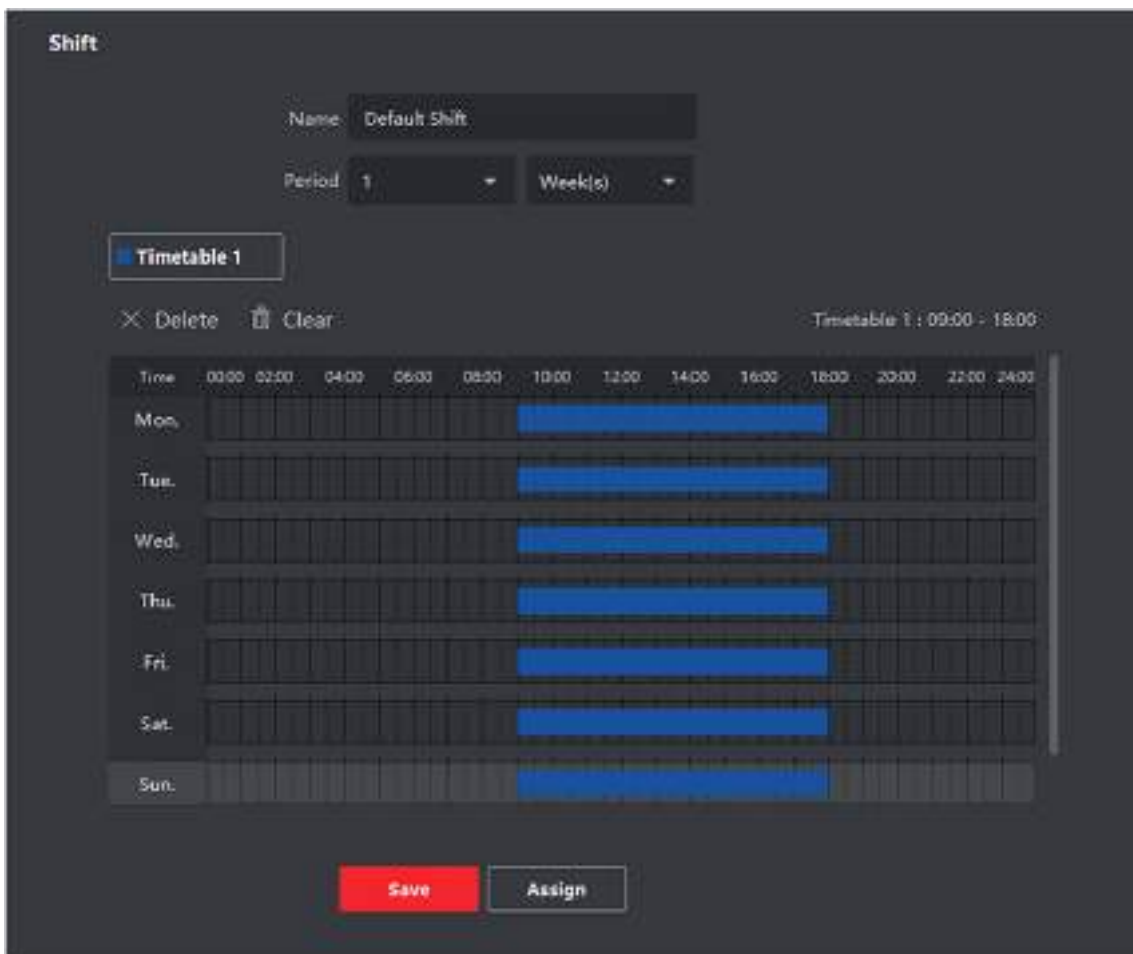 Shift
Name Default Shift
Period 1 Week(s)
Timetable 1
Delete Clear Timetable 1 : 09:00 - 18:00
Time 00:00 02:00 04:00 06:00 08:00 10:00 12:00 14:00 16:00 18:00 20:00 22:00 24:00
Mon.
Tue.
Wed.
Thu.
Fri.
Sat.
Sun.
Save Assign